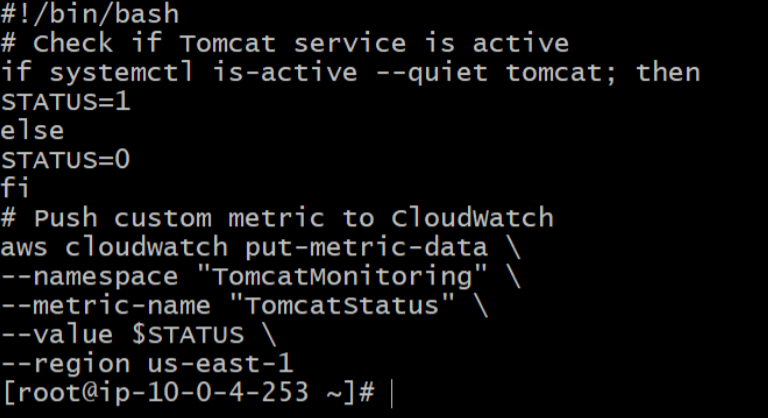 #!/bin/bash
# Check if Tomcat service is active
if systemctl is-active --quiet tomcat; then
STATUS=1
else
STATUS=0
fi
# Push custom metric to CloudWatch
aws cloudwatch put-metric-data \
--namespace "TomcatMonitoring" \
--metric-name "TomcatStatus" \
--value $STATUS \
--region us-east-1
[root@ip-10-0-4-253 ~]#